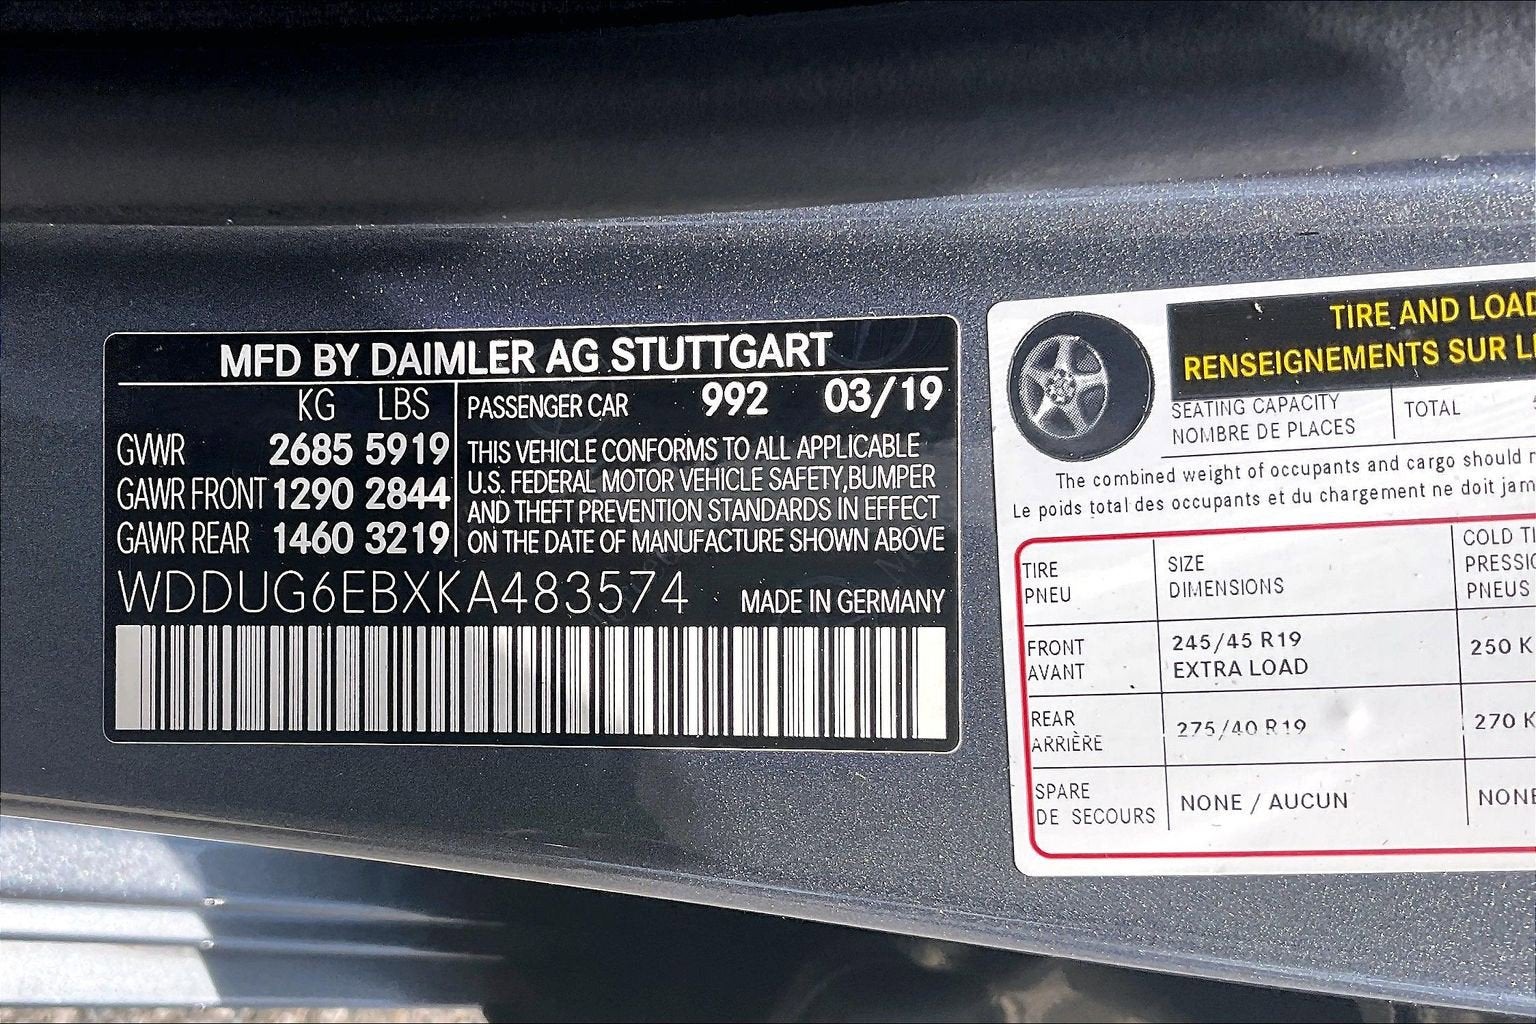 MFD BY DAIMLER AG STUTTGART
KG LBS
GVWR 2685 5919
GAWR FRONT 1290 2844
GAWR REAR 1460 3219
PASSENGER CAR 992 03/19
THIS VEHICLE CONFORMS TO ALL APPLICABLE
U.S. FEDERAL MOTOR VEHICLE SAFETY,BUMPER
AND THEFT PREVENTION STANDARDS IN EFFECT
ON THE DATE OF MANUFACTURE SHOWN ABOVE
WDDUG6EBXKA483574 MADE IN GERMANY
TIRE AND LOAD
RENSEIGNEMENTS SUR
SEATING CAPACITY
NOMBRE DE PLACES
TOTAL
The combined weight of occupants and cargo should
Le poids total des occupants et du chargement ne doit
TIRE
PNEU
SIZE
DIMENSIONS
COLD
PNEUS
FRONT
AVANT
245/45 R19
EXTRA LOAD
250
REAR
ARRIÈRE
275/40 R19
270
SPARE
DE SECOURS
NONE / AUCUN
NONE